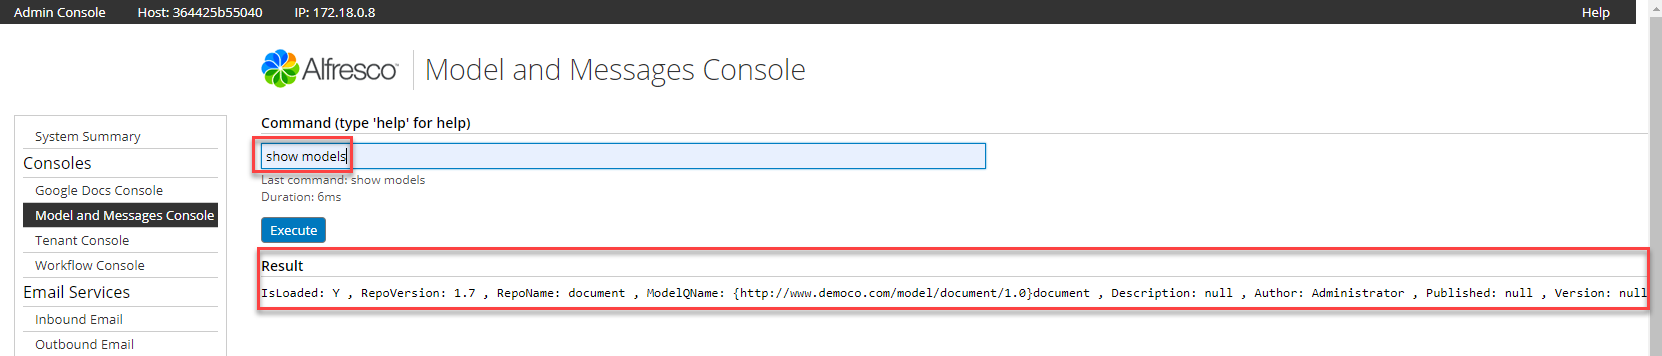 Admin Console Host: 364425b55040 IP: 172.18.0.8 Help
Alfresco Model and Messages Console
System Summary
Consoles
Google Docs Console
Model and Messages Console
Tenant Console
Workflow Console
Email Services
Inbound Email
Outbound Email
Command (type 'help' for help)
show models
Last command: show models
Duration: 6ms
Execute
Result
IsLoaded: Y , RepoVersion: 1.7 , RepoName: document , ModelQName: {http://www.democo.com/model/document/1.0}document , Description: null , Author: Administrator , Published: null , Version: null